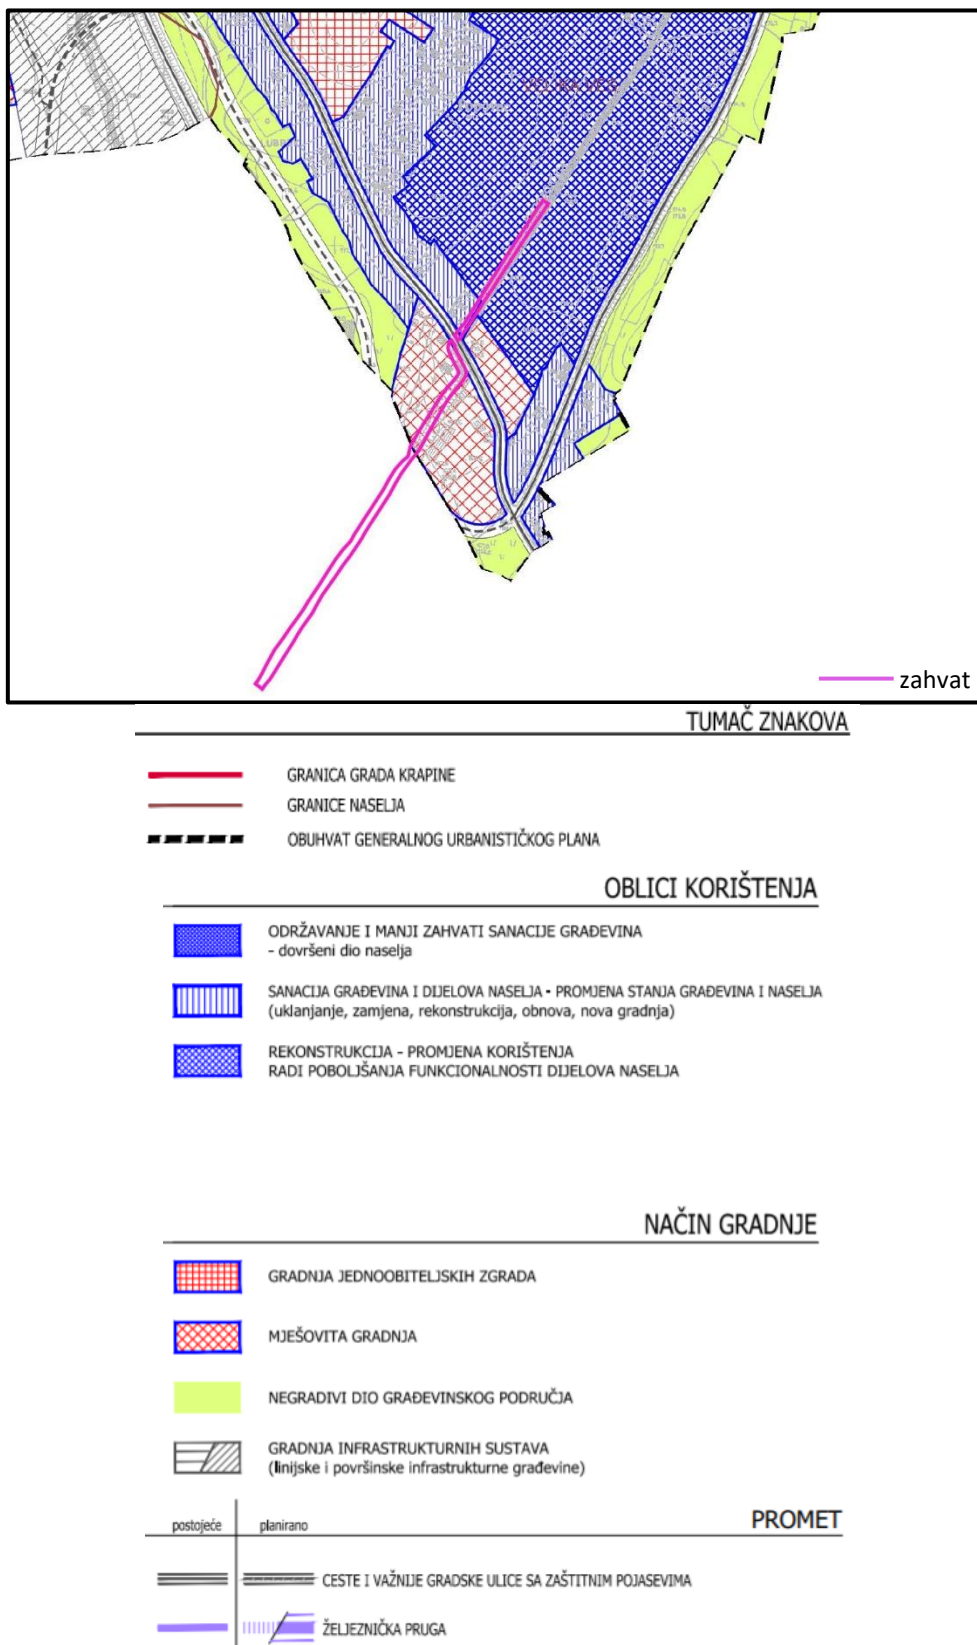 zahvat
TUMAČ ZNAKOVA
GRANICA GRADA KRAPINE
GRANICE NASELJA
OBUHVAT GENERALNOG URBANISTIČKOG PLANA
OBLICI KORIŠTENJA
ODRŽAVANJE I MANJI ZAHVATI SANACIJE GRAĐEVINA
- dovršeni dio naselja
SANACIJA GRAĐEVINA I DIJELOVA NASELJA - PROMJENA STANJA GRAĐEVINA I NASELJA
(uklanjanje, zamjena, rekonstrukcija, obnova, nova gradnja)
REKONSTRUKCIJA - PROMJENA KORIŠTENJA
RADI POBOLJŠANJA FUNKCIONALNOSTI DIJELOVA NASELJA
NAČIN GRADNJE
GRADNJA JEDNOOBITELJSKIH ZGRADA
MJEŠOVITA GRADNJA
NEGRADIVI DIO GRAĐEVINSKOG PODRUČJA
GRADNJA INFRASTRUKTURNIH SUSTAVA
(linijske i površinske infrastrukturne građevine)
postojeće planirano PROMET
CESTE I VAŽNIJE GRADSKE ULICE SA ZAŠTITNIM POJASEVIMA
ŽELJEZNIČKA PRUGA